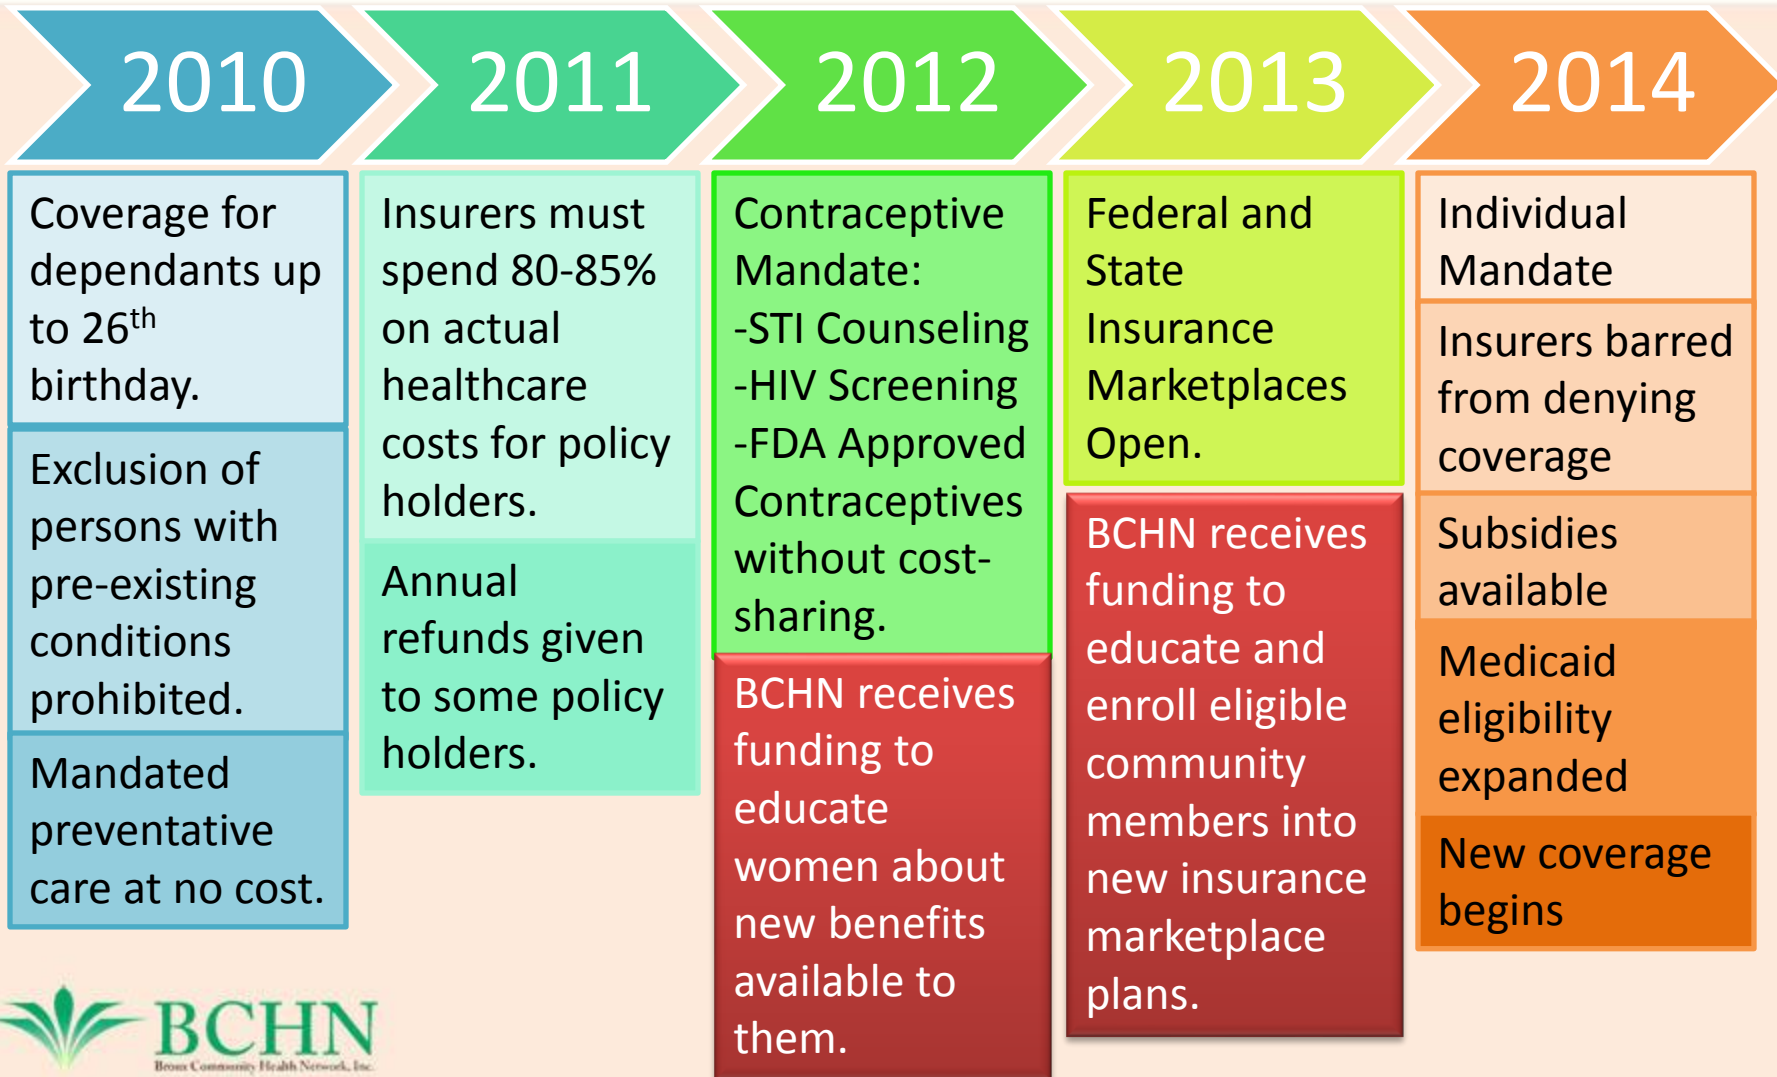 2010
2011
2012
2013
2014
Coverage for
dependants up
to 26th
birthday.
Exclusion of
persons with
pre-existing
conditions
prohibited.
Mandated
preventative
care at no cost.
Insurers must
spend 80-85%
on actual
healthcare
costs for policy
holders.
Annual
refunds given
to some policy
holders.
Contraceptive
Mandate:
-STI Counseling
-HIV Screening
-FDA Approved
Contraceptives
without cost-
sharing.
BCHN receives
funding to
educate
women about
new benefits
available to
them.
Federal and
State
Insurance
Marketplaces
Open.
BCHN receives
funding to
educate and
enroll eligible
community
members into
new insurance
marketplace
plans.
Individual
Mandate
Insurers barred
from denying
coverage
Subsidies
available
Medicaid
eligibility
expanded
New coverage
begins
BCHN
Bronx Community Health Network, Inc.